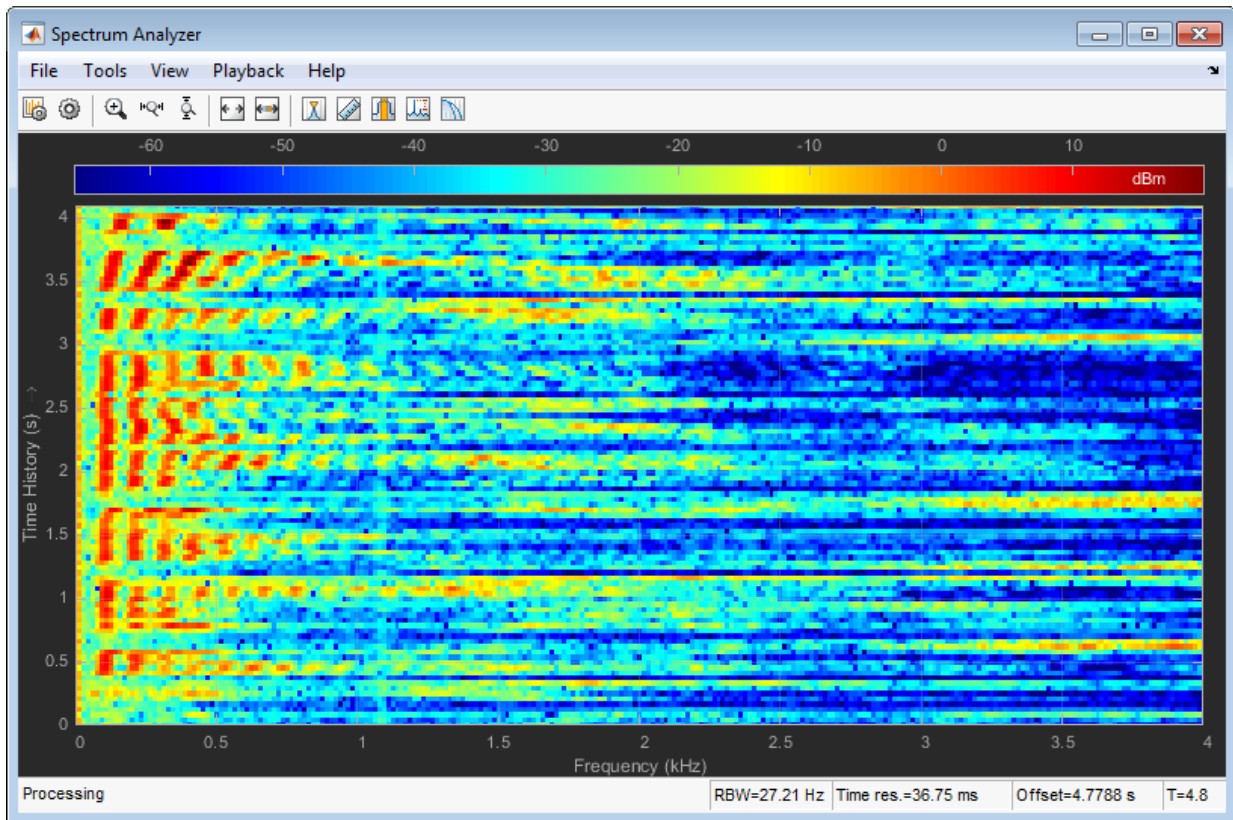 Spectrum Analyzer
File Tools View Playback Help
-60 -50 -40 -30 -20 -10 0 10
dBm
4
3.5
3
2.5
2
1.5
1
0.5
0
Time History (s) →
0 0.5 1 1.5 2 2.5 3 3.5 4
Frequency (kHz)
Processing RBW=27.21 Hz Time res.=36.75 ms Offset=4.7788 s T=4.8